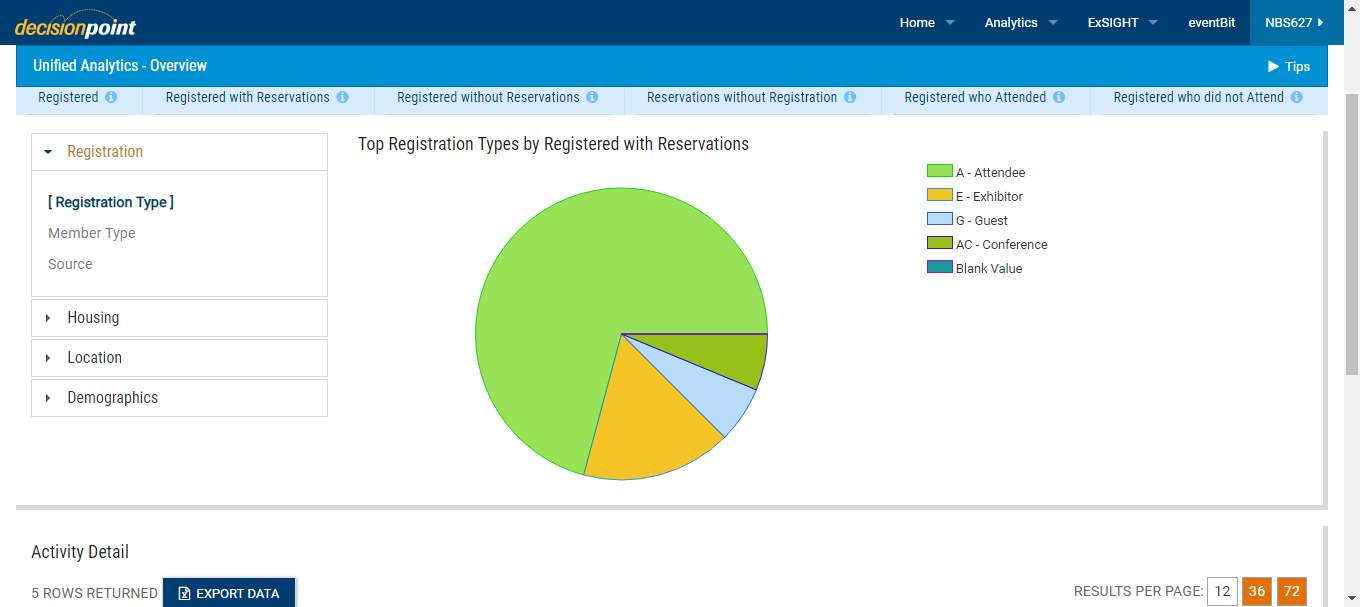 decisionpoint
Home
Analytics
ExSIGHT
eventBit
NBS627
Unified Analytics - Overview
Tips
Registered
Registered with Reservations
Registered without Reservations
Reservations without Registration
Registered who Attended
Registered who did not Attend
Registration
[ Registration Type ]
Member Type
Source
Housing
Location
Demographics
Top Registration Types by Registered with Reservations
A - Attendee
E - Exhibitor
G - Guest
AC - Conference
Blank Value
Activity Detail
5 ROWS RETURNED
EXPORT DATA
RESULTS PER PAGE:
12
36
72